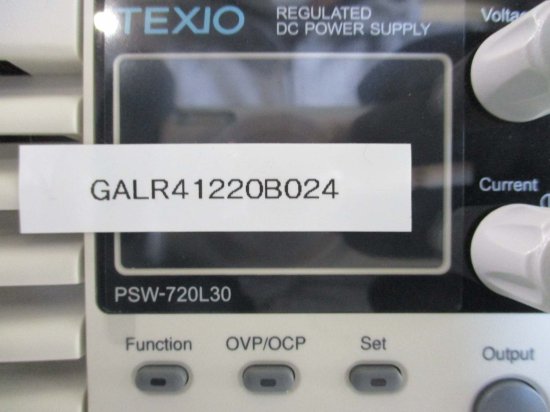 TEXIO
REGULATED
DC POWER SUPPLY
Voltage
GALR41220B024
Current
PSW-720L30
Function
OVP/OCP
Set
Output